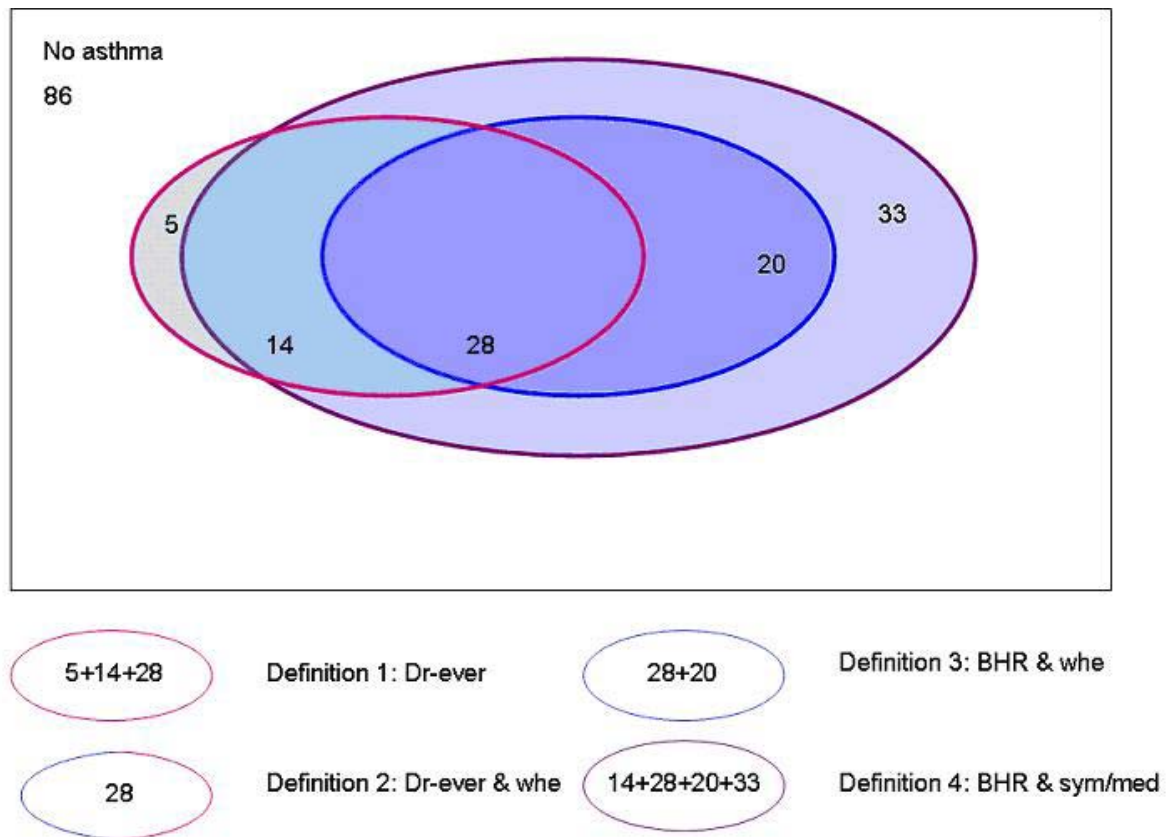 No asthma
86
5
33
20
14
28
5+14+28
Definition 1: Dr-ever
28+20
Definition 3: BHR & whe
28
Definition 2: Dr-ever & whe
14+28+20+33
Definition 4: BHR & sym/med